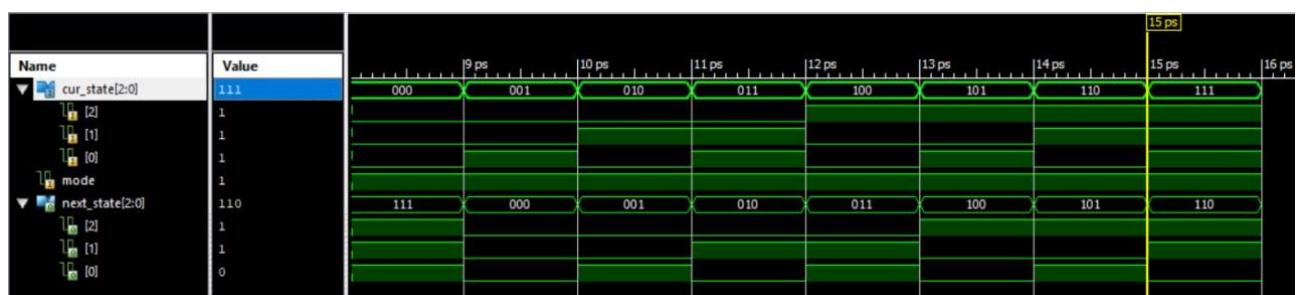 15 ps
Name Value
9 ps 10 ps 11 ps 12 ps 13 ps 14 ps 15 ps 16 ps
cur_state[2:0] 111 000 001 010 011 100 101 110 111
[2] 1
[1] 1
[0] 1
mode 1
next_state[2:0] 110 111 000 001 010 011 100 101 110
[2] 1
[1] 1
[0] 0